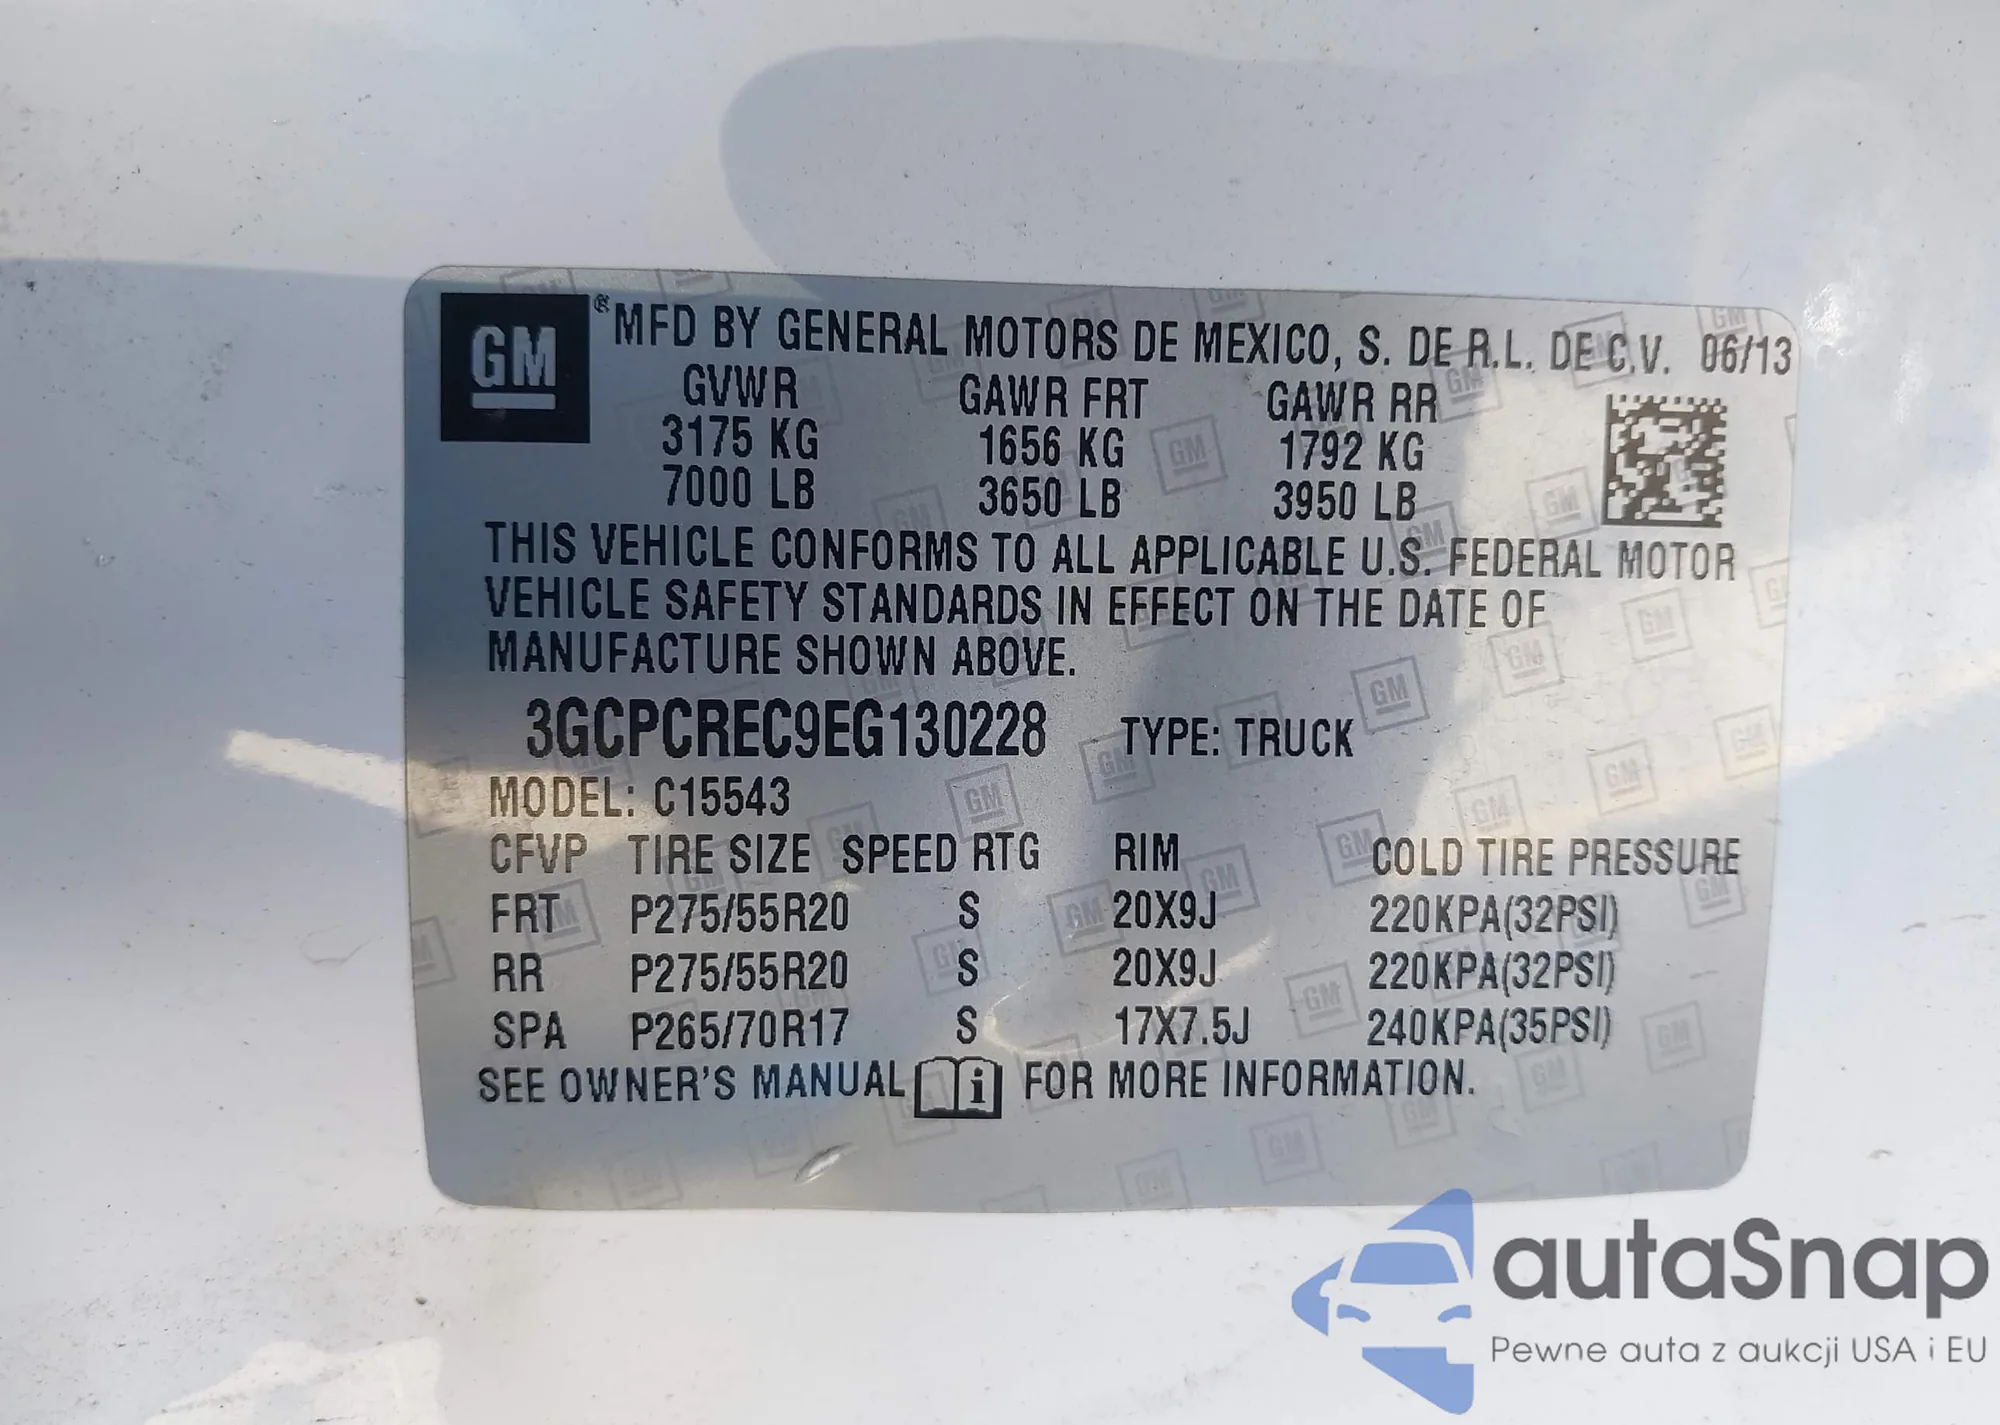 GM ® MFD BY GENERAL MOTORS DE MEXICO, S. DE R.L. DE C.V. 06/13
GVWR GAWR FRT GAWR RR
3175 KG 1656 KG 1792 KG
7000 LB 3650 LB 3950 LB
THIS VEHICLE CONFORMS TO ALL APPLICABLE U.S. FEDERAL MOTOR
VEHICLE SAFETY STANDARDS IN EFFECT ON THE DATE OF
MANUFACTURE SHOWN ABOVE.
3GCPCREC9EG130228 TYPE: TRUCK
MODEL: C15543
CFVP TIRE SIZE SPEED RTG RIM COLD TIRE PRESSURE
FRT P275/55R20 S 20X9J 220KPA(32PSI)
RR P275/55R20 S 20X9J 220KPA(32PSI)
SPA P265/70R17 S 17X7.5J 240KPA(35PSI)
SEE OWNER'S MANUAL i FOR MORE INFORMATION.
autaSnap
Pewne auta z aukcji USA i EU